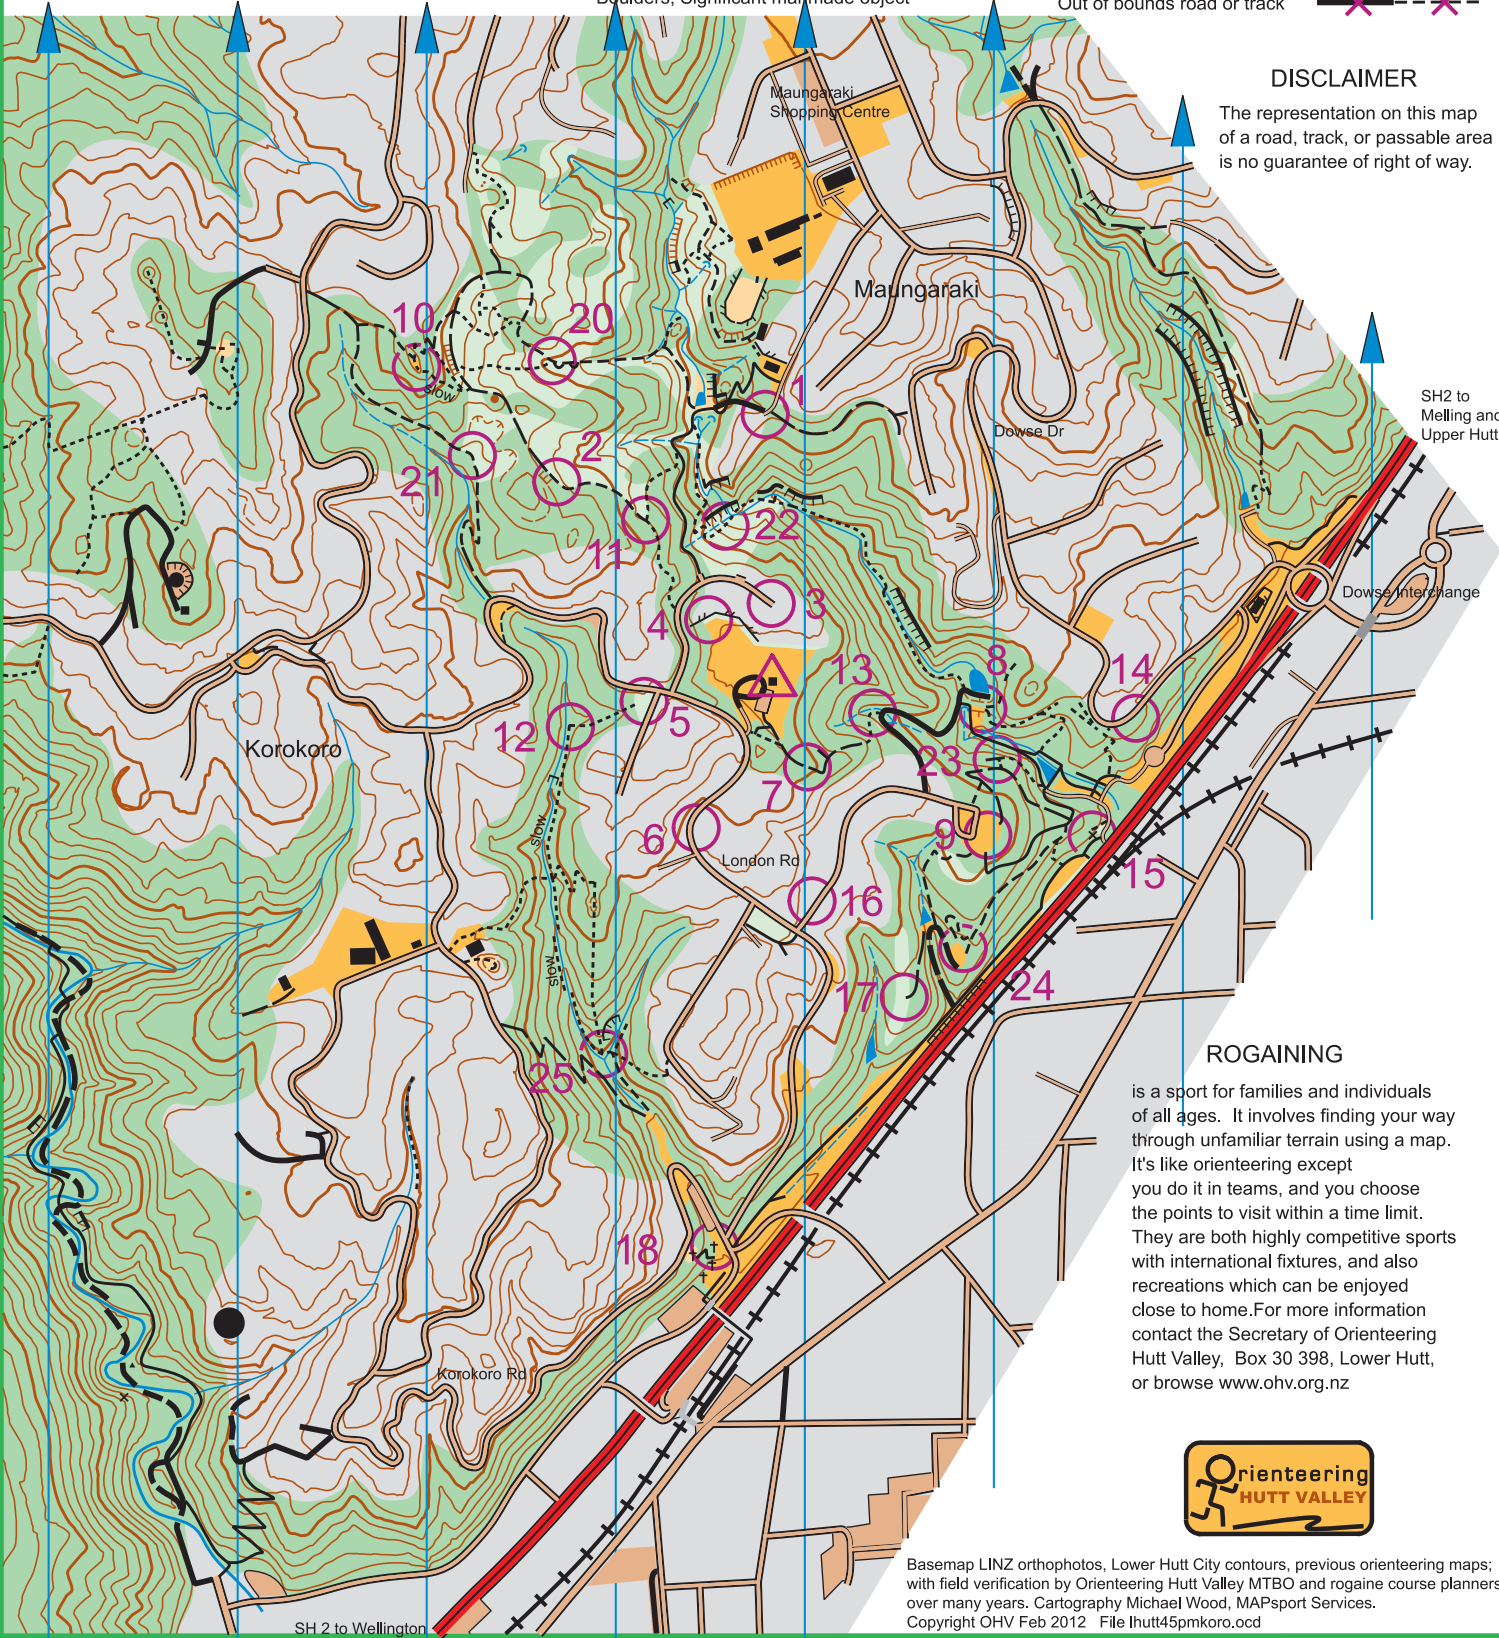 Boulders, Significant manmade object
Out of bounds road or track
DISCLAIMER
The representation on this map
of a road, track, or passable area
is no guarantee of right of way.
Maungaraki
Shopping Centre
Maungaraki
10
20
slow
1
SH2 to
Melling and
Upper Hutt
Dowse Dr
2
21
22
11
Dowse Interchange
3
4
8
13
14
5
12
Korokoro
23
7
slow
6
9
London Rd
15
16
slow
17
24
25
ROGAINING
is a sport for families and individuals
of all ages.  It involves finding your way
through unfamiliar terrain using a map.
It's like orienteering except
you do it in teams, and you choose
the points to visit within a time limit.
They are both highly competitive sports
with international fixtures, and also
recreations which can be enjoyed
close to home.For more information
contact the Secretary of Orienteering
Hutt Valley,  Box 30 398, Lower Hutt,
or browse www.ohv.org.nz
18
Korokoro Rd
rienteering
HUTT VALLEY
Basemap LINZ orthophotos, Lower Hutt City contours, previous orienteering maps;
with field verification by Orienteering Hutt Valley MTBO and rogaine course planners
over many years. Cartography Michael Wood, MAPsport Services.
Copyright OHV Feb 2012   File lhutt45pmkoro.ocd
SH 2 to Wellington